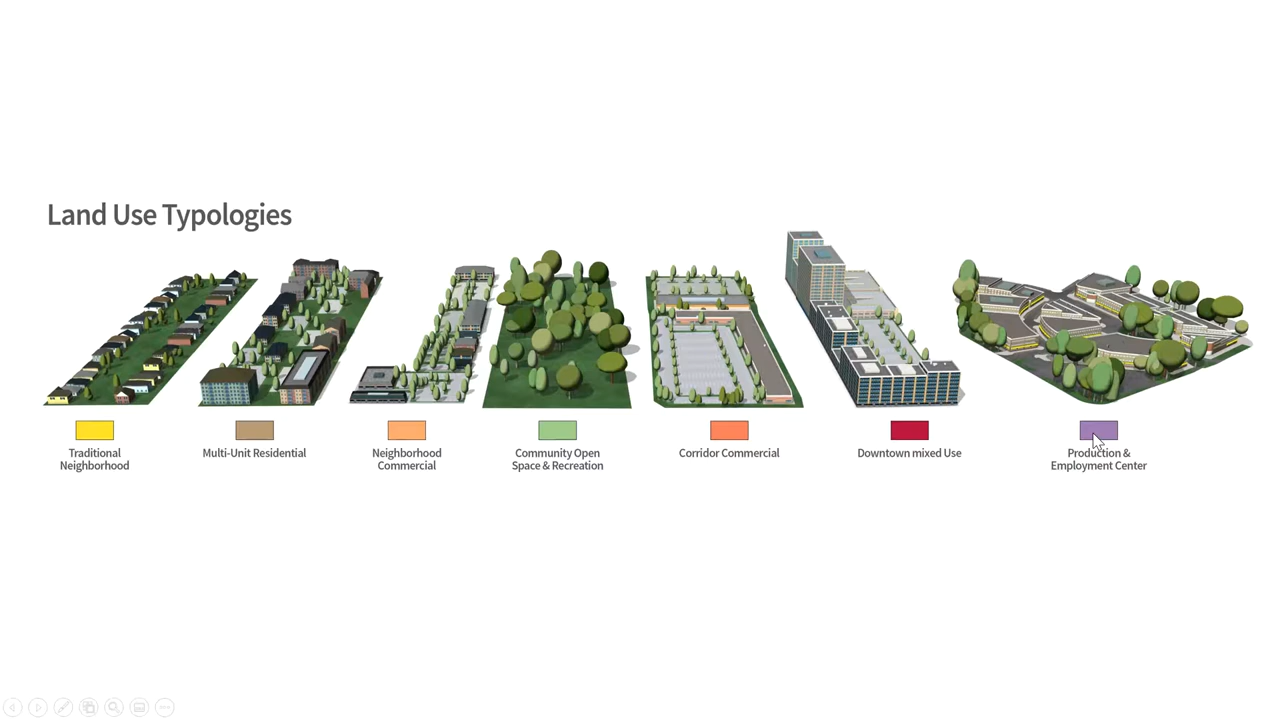 Land Use Typologies
Traditional
Neighborhood
Multi-Unit Residential
Neighborhood
Commercial
Community Open
Space & Recreation
Corridor Commercial
Downtown mixed Use
Production &
Employment Center